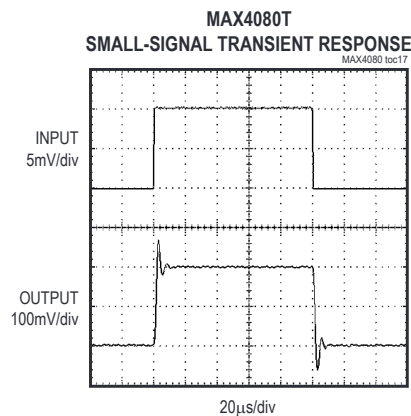 MAX4080T
SMALL-SIGNAL TRANSIENT RESPONSE
MAX4080 toc17
INPUT
5mV/div
OUTPUT
100mV/div
20μs/div